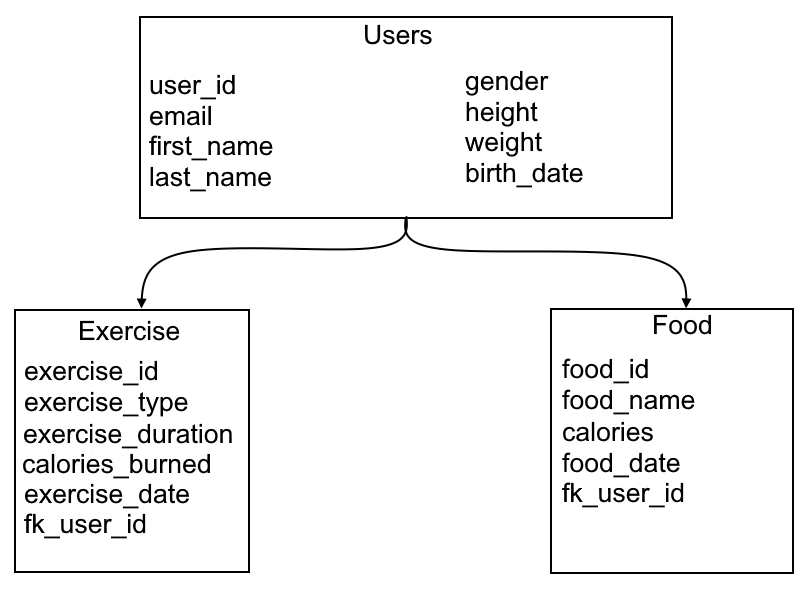 Users
user_id
email
first_name
last_name
gender
height
weight
birth_date
Exercise
exercise_id
exercise_type
exercise_duration
calories_burned
exercise_date
fk_user_id
Food
food_id
food_name
calories
food_date
fk_user_id